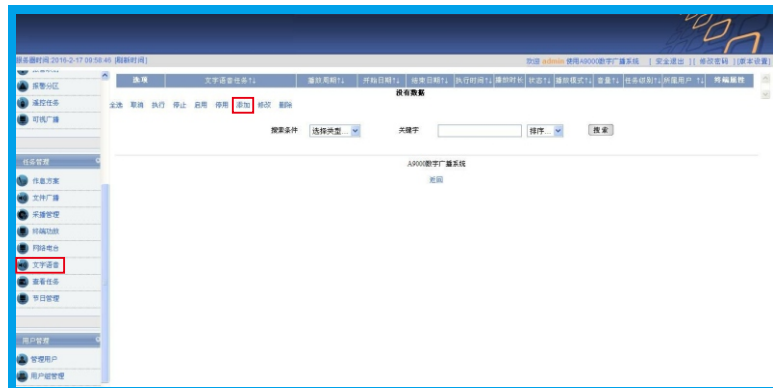 服务器时间:2016-2-17 09:58:46 [刷新时间]
欢迎 admin 使用A9000数字广播系统 | 安全退出 || 修改密码 ||脚本设置|
报警分区
遥控任务
可视广播
任务管理
作息方案
文件广播
采播管理
终端功放
网络电台
文字语音
查看任务
节日管理
用户管理
管理用户
用户组管理
选项 文字语音任务↑↓ 播放周期↑↓ 开始日期↑↓ 结束日期↑↓ 执行时间↑↓ 播放时长 状态↑↓ 播放模式↑↓ 音量↑↓ 任务级别↑↓ 所属用户 ↑↓ 终端属性
没有数据
全选 取消 执行 停止 启用 停用 添加 修改 删除
搜索条件 选择类型... 关键字 排序... 搜索
A9000数字广播系统
返回